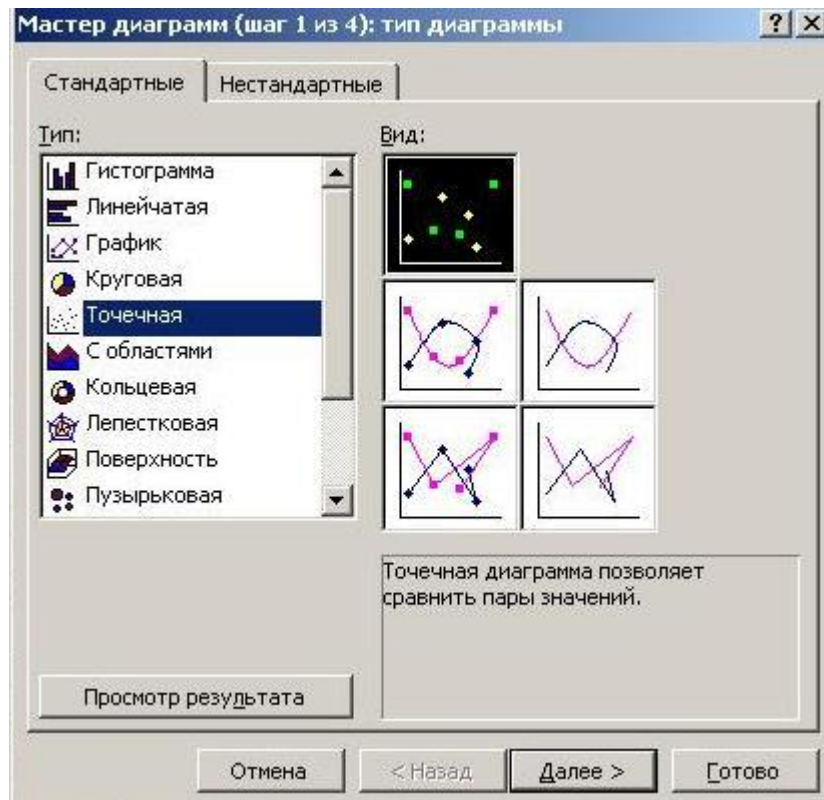 Мастер диаграмм (шаг 1 из 4): тип диаграммы
Стандартные
Нестандартные
Тип:
Вид:
Гистограмма
Линейчатая
График
Круговая
Точечная
С областями
Кольцевая
Лепестковая
Поверхность
Пузырьковая
Точечная диаграмма позволяет
сравнить пары значений.
Просмотр результата
Отмена
< Назад
Далее >
Готово